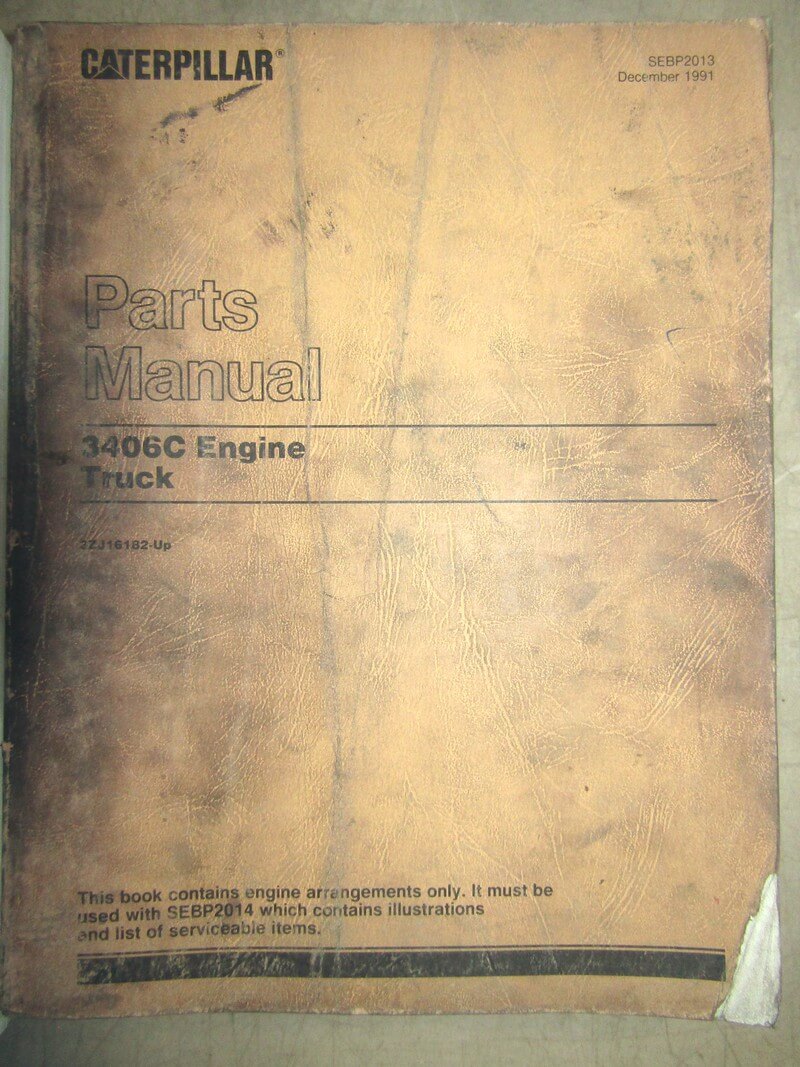 CATERPILLAR®
SEBP2013
December 1991
Parts
Manual
3406C Engine
Truck
2ZJ16182-Up
This book contains engine arrangements only. It must be
used with SEBP2014 which contains illustrations
and list of serviceable items.